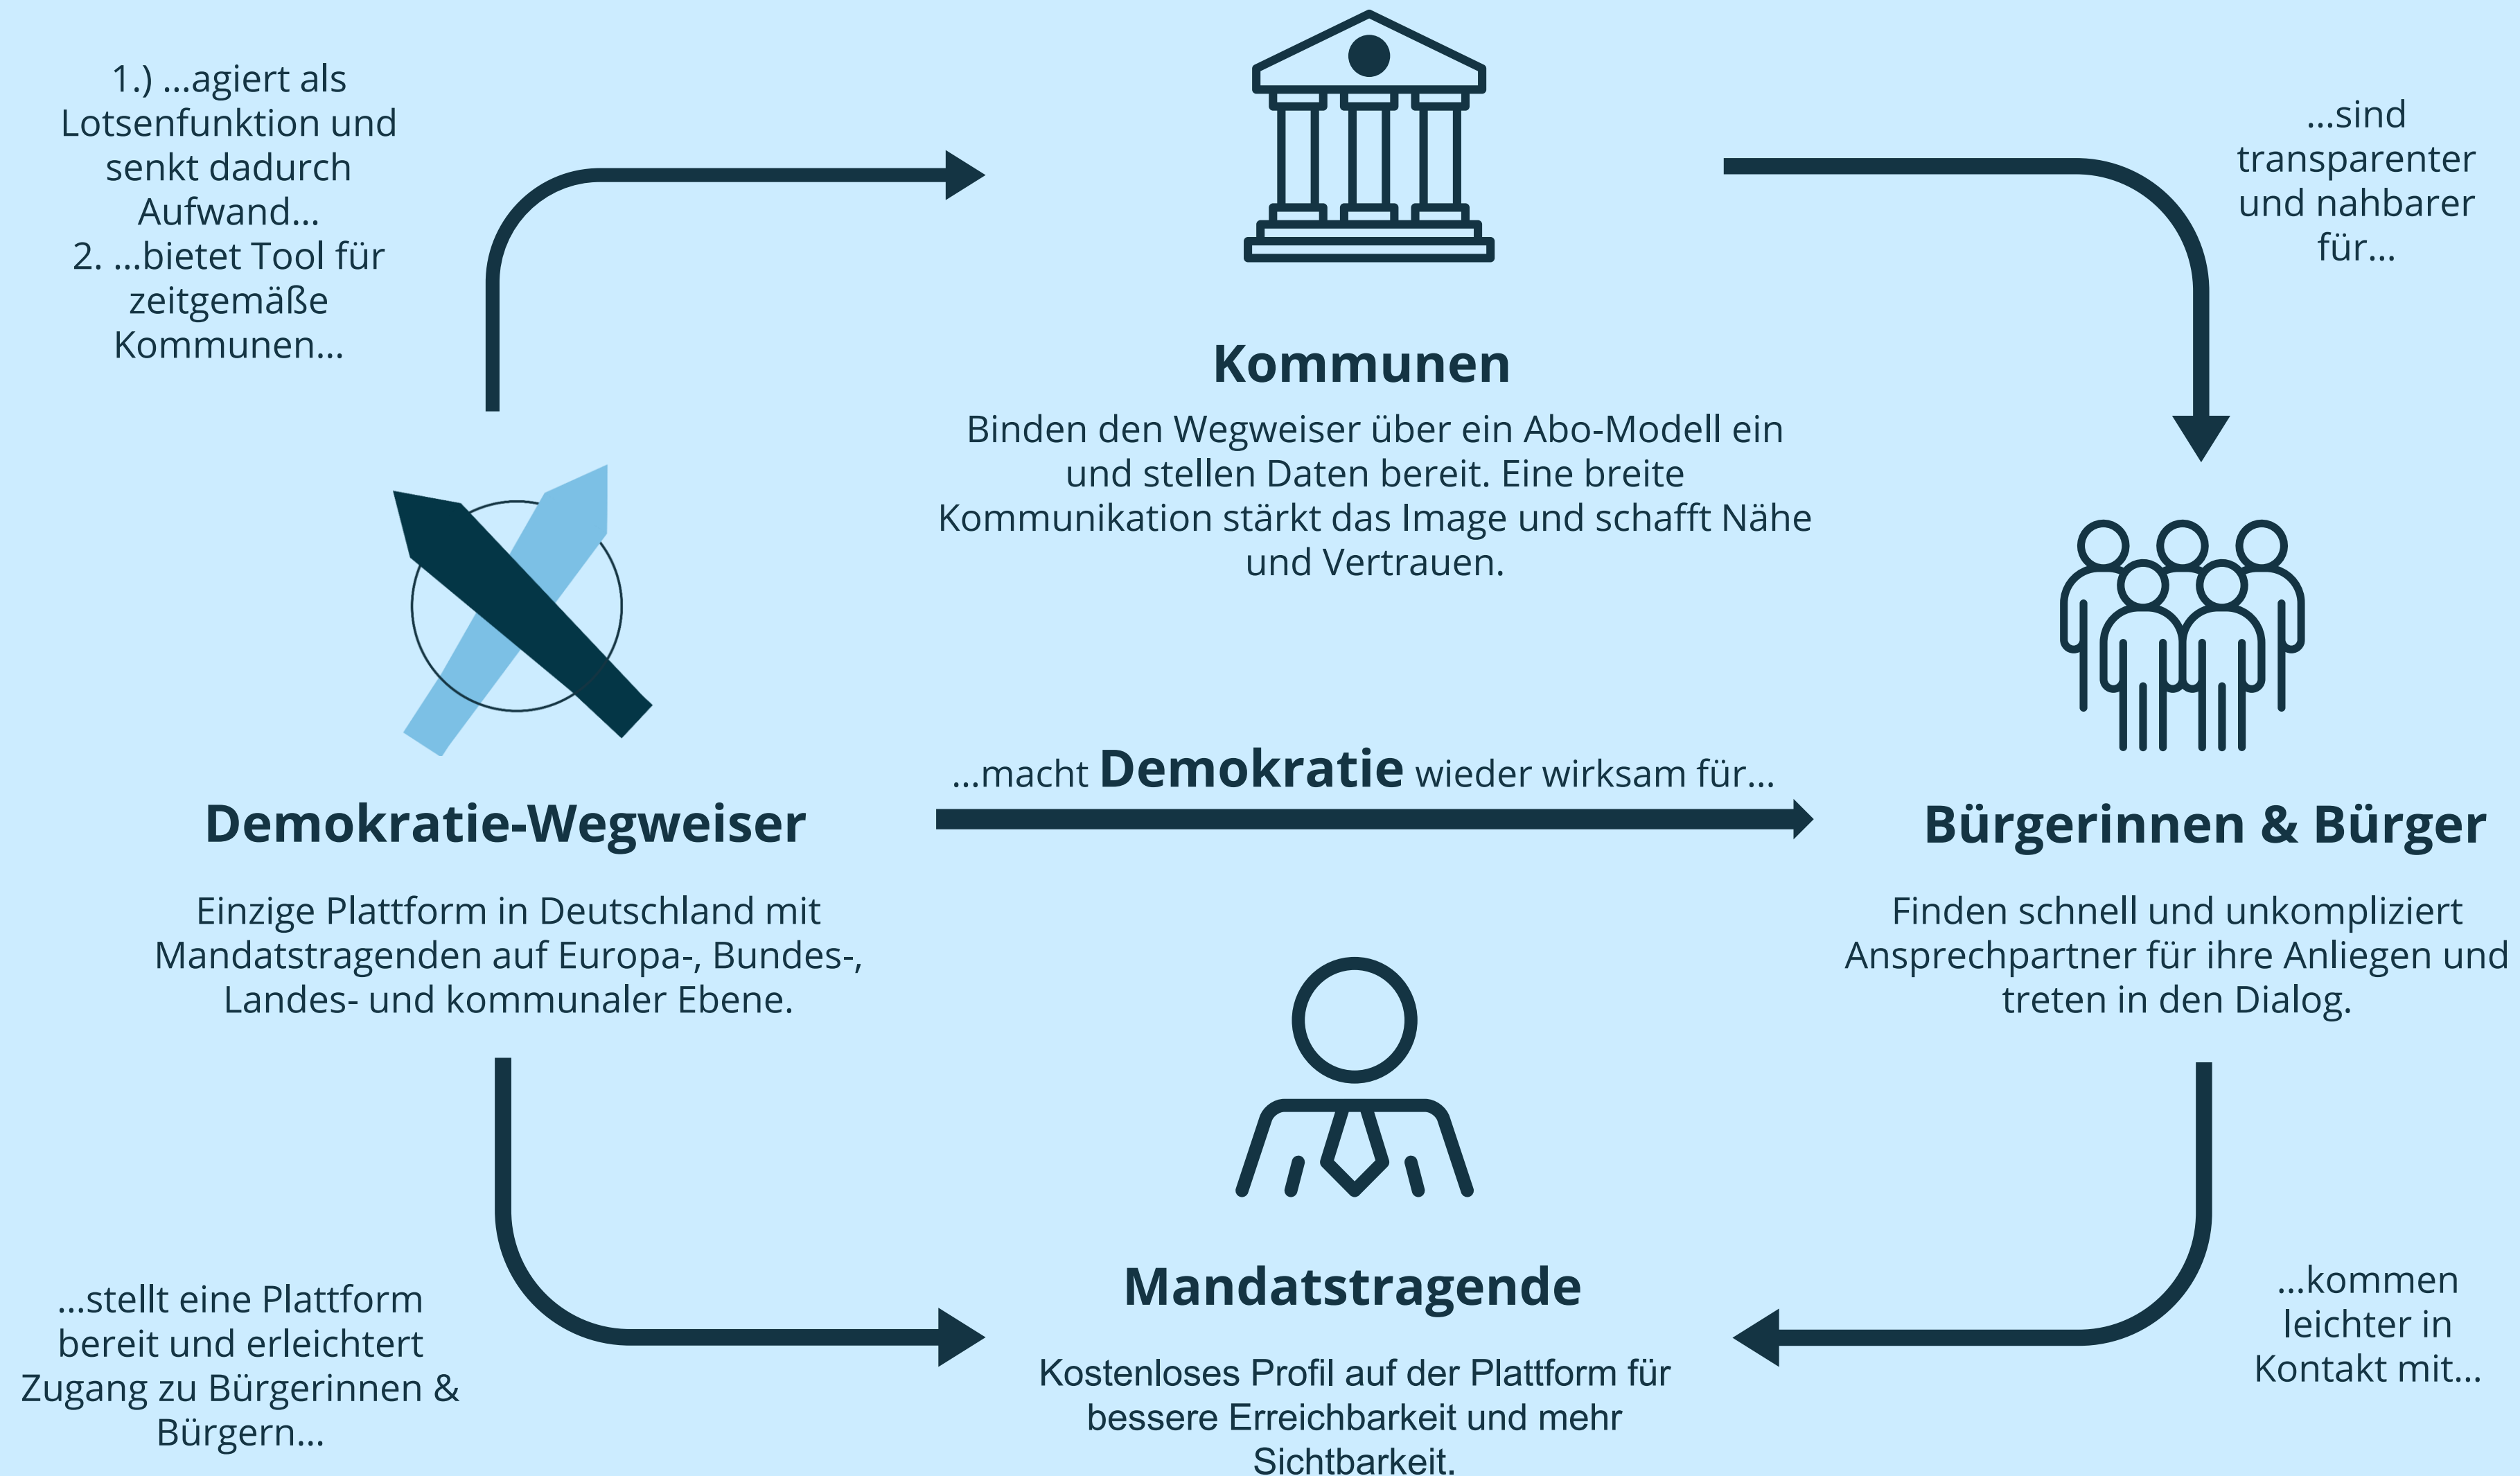 1.) ...agiert als
Lotsenfunktion und
senkt dadurch
Aufwand...
2. ...bietet Tool für
zeitgemäße
Kommunen...
Kommunen
Binden den Wegweiser über ein Abo-Modell ein
und stellen Daten bereit. Eine breite
Kommunikation stärkt das Image und schafft Nähe
und Vertrauen.
...sind
transparenter
und nahbarer
für...
Demokratie-Wegweiser
Einzige Plattform in Deutschland mit
Mandatstragenden auf Europa-, Bundes-,
Landes- und kommunaler Ebene.
...macht Demokratie wieder wirksam für...
Bürgerinnen & Bürger
Finden schnell und unkompliziert
Ansprechpartner für ihre Anliegen und
treten in den Dialog.
...stellt eine Plattform
bereit und erleichtert
Zugang zu Bürgerinnen &
Bürgern...
Mandatstragende
Kostenloses Profil auf der Plattform für
bessere Erreichbarkeit und mehr
Sichtbarkeit.
...kommen
leichter in
Kontakt mit...